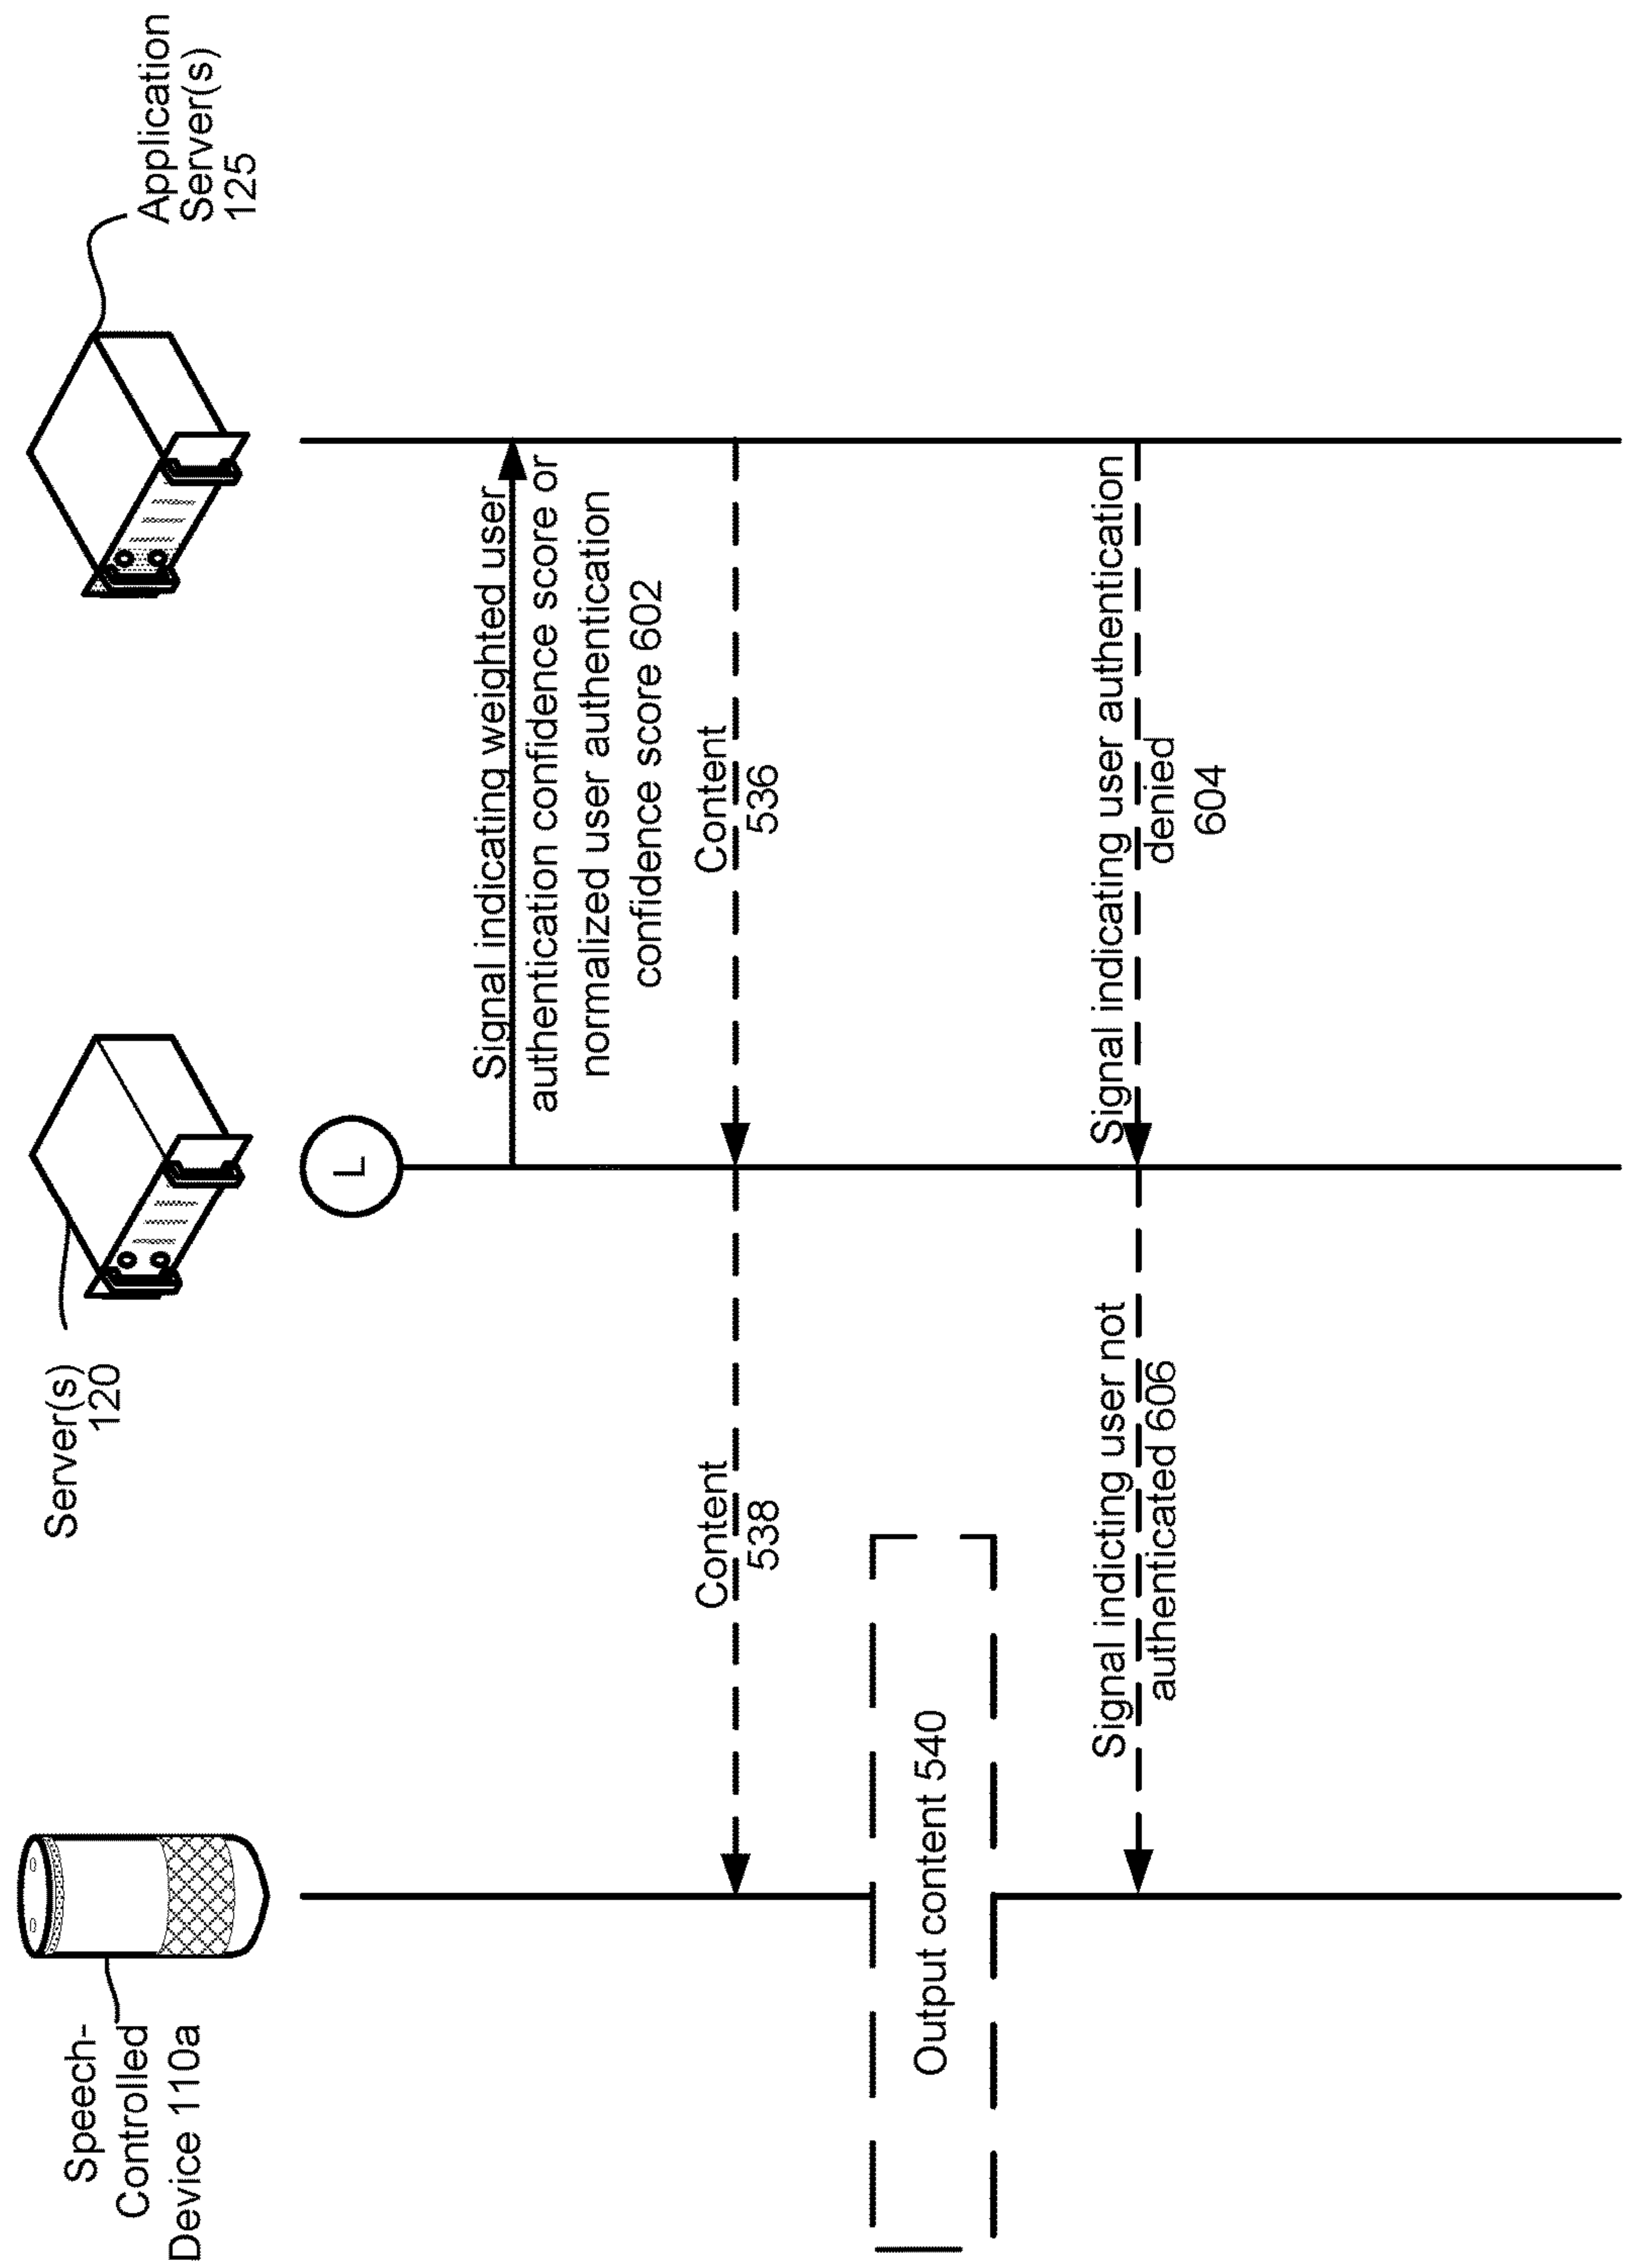 Speech-
Controlled
Device 110a
Server(s)
120
Application
Server(s)
125
L
Signal indicating weighted user
authentication confidence score or
normalized user authentication
confidence score 602
Content
536
Content
538
Output content 540
Signal indicating user authentication
denied
604
Signal indicting user not
authenticated 606